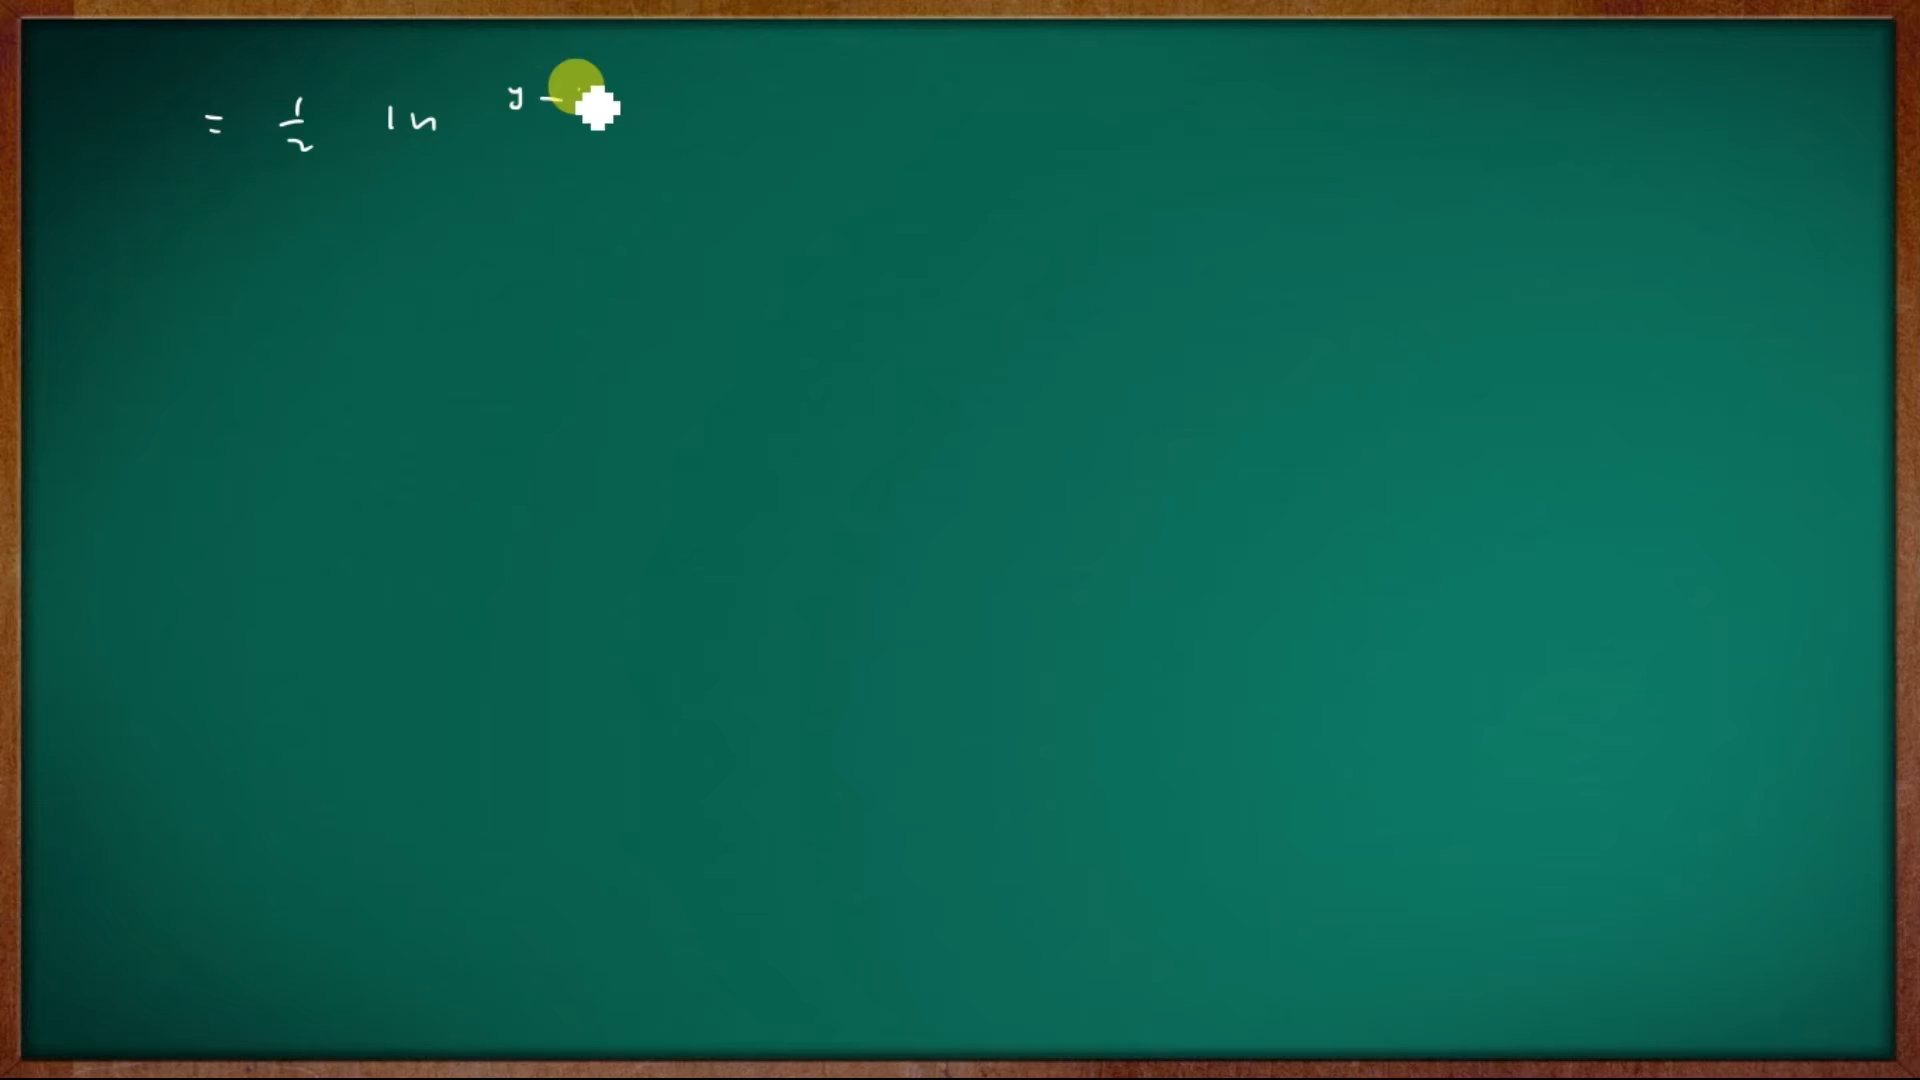 = 1/2 ln y -